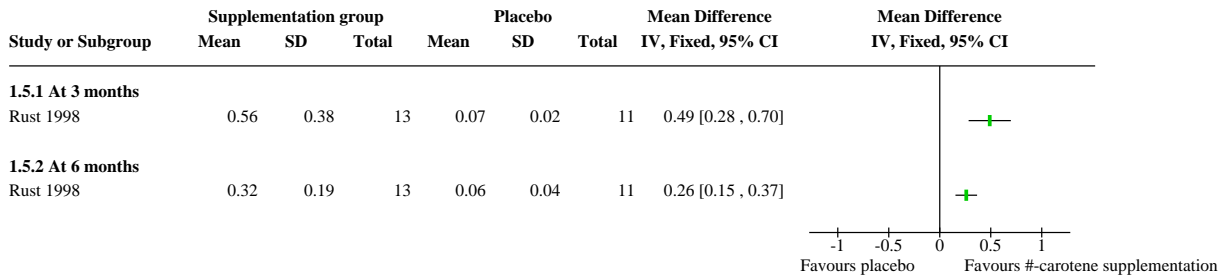 Supplementation group Placebo Mean Difference Mean Difference
Study or Subgroup Mean SD Total Mean SD Total IV, Fixed, 95% CI IV, Fixed, 95% CI
1.5.1 At 3 months
Rust 1998 0.56 0.38 13 0.07 0.02 11 0.49 [0.28 , 0.70]
1.5.2 At 6 months
Rust 1998 0.32 0.19 13 0.06 0.04 11 0.26 [0.15 , 0.37]
-1 -0.5 0 0.5 1
Favours placebo Favours #-carotene supplementation